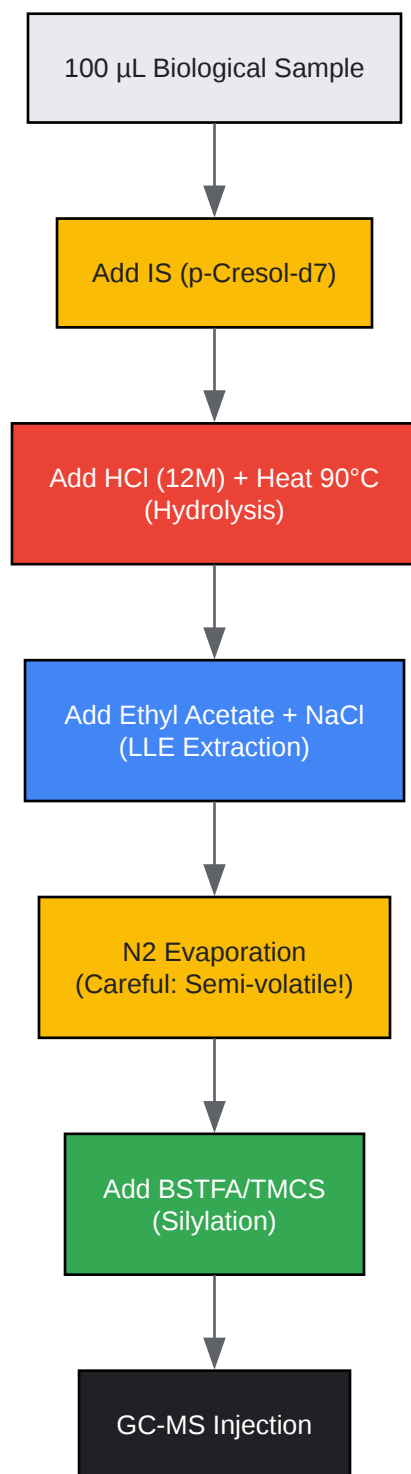 100 µL Biological Sample
Add IS (p-Cresol-d7)
Add HCl (12M) + Heat 90°C
(Hydrolysis)
Add Ethyl Acetate + NaCl
(LLE Extraction)
N2 Evaporation
(Careful: Semi-volatile!)
Add BSTFA/TMCS
(Silylation)
GC-MS Injection